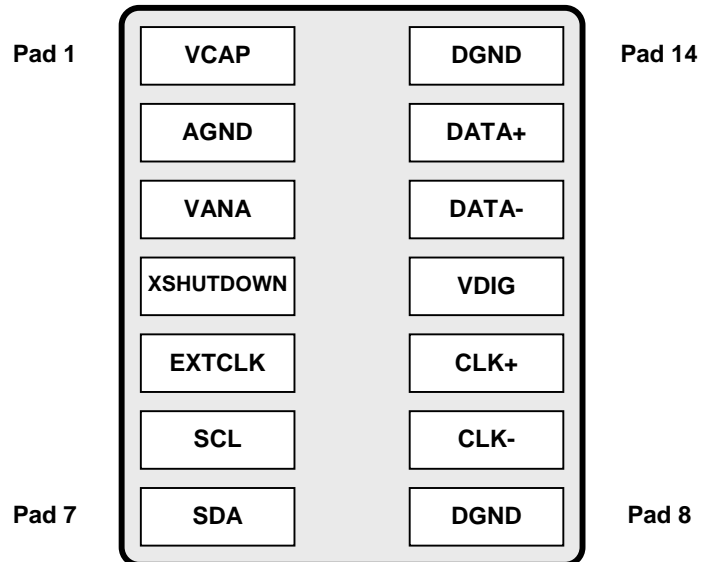 Pad 1 VCAP DGND Pad 14
AGND DATA+
VANA DATA-
XSHUTDOWN VDIG
EXTCLK CLK+
SCL CLK-
Pad 7 SDA DGND Pad 8